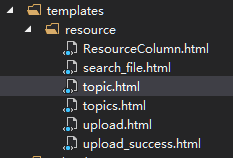 templates
resource
ResourceColumn.html
search_file.html
topic.html
topics.html
upload.html
upload_success.html